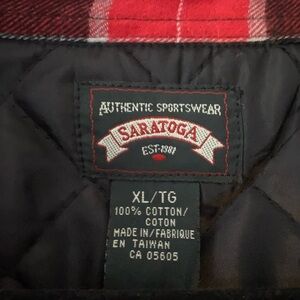 AUTHENTIC SPORTSWEAR
SARATOGA
EST·1981
XL/TG
100% COTTON/
COTON
MADE IN/FABRIQUE
EN TAIWAN
CA 05605